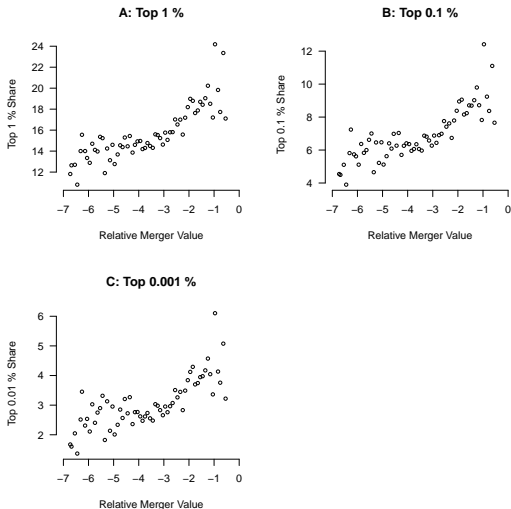 A: Top 1 %
Top 1 % Share
24
22
20
18
16
14
12
−7 −6 −5 −4 −3 −2 −1 0
Relative Merger Value
B: Top 0.1 %
Top 0.1 % Share
12
10
8
6
4
−7 −6 −5 −4 −3 −2 −1 0
Relative Merger Value
C: Top 0.001 %
Top 0.01 % Share
6
5
4
3
2
−7 −6 −5 −4 −3 −2 −1 0
Relative Merger Value